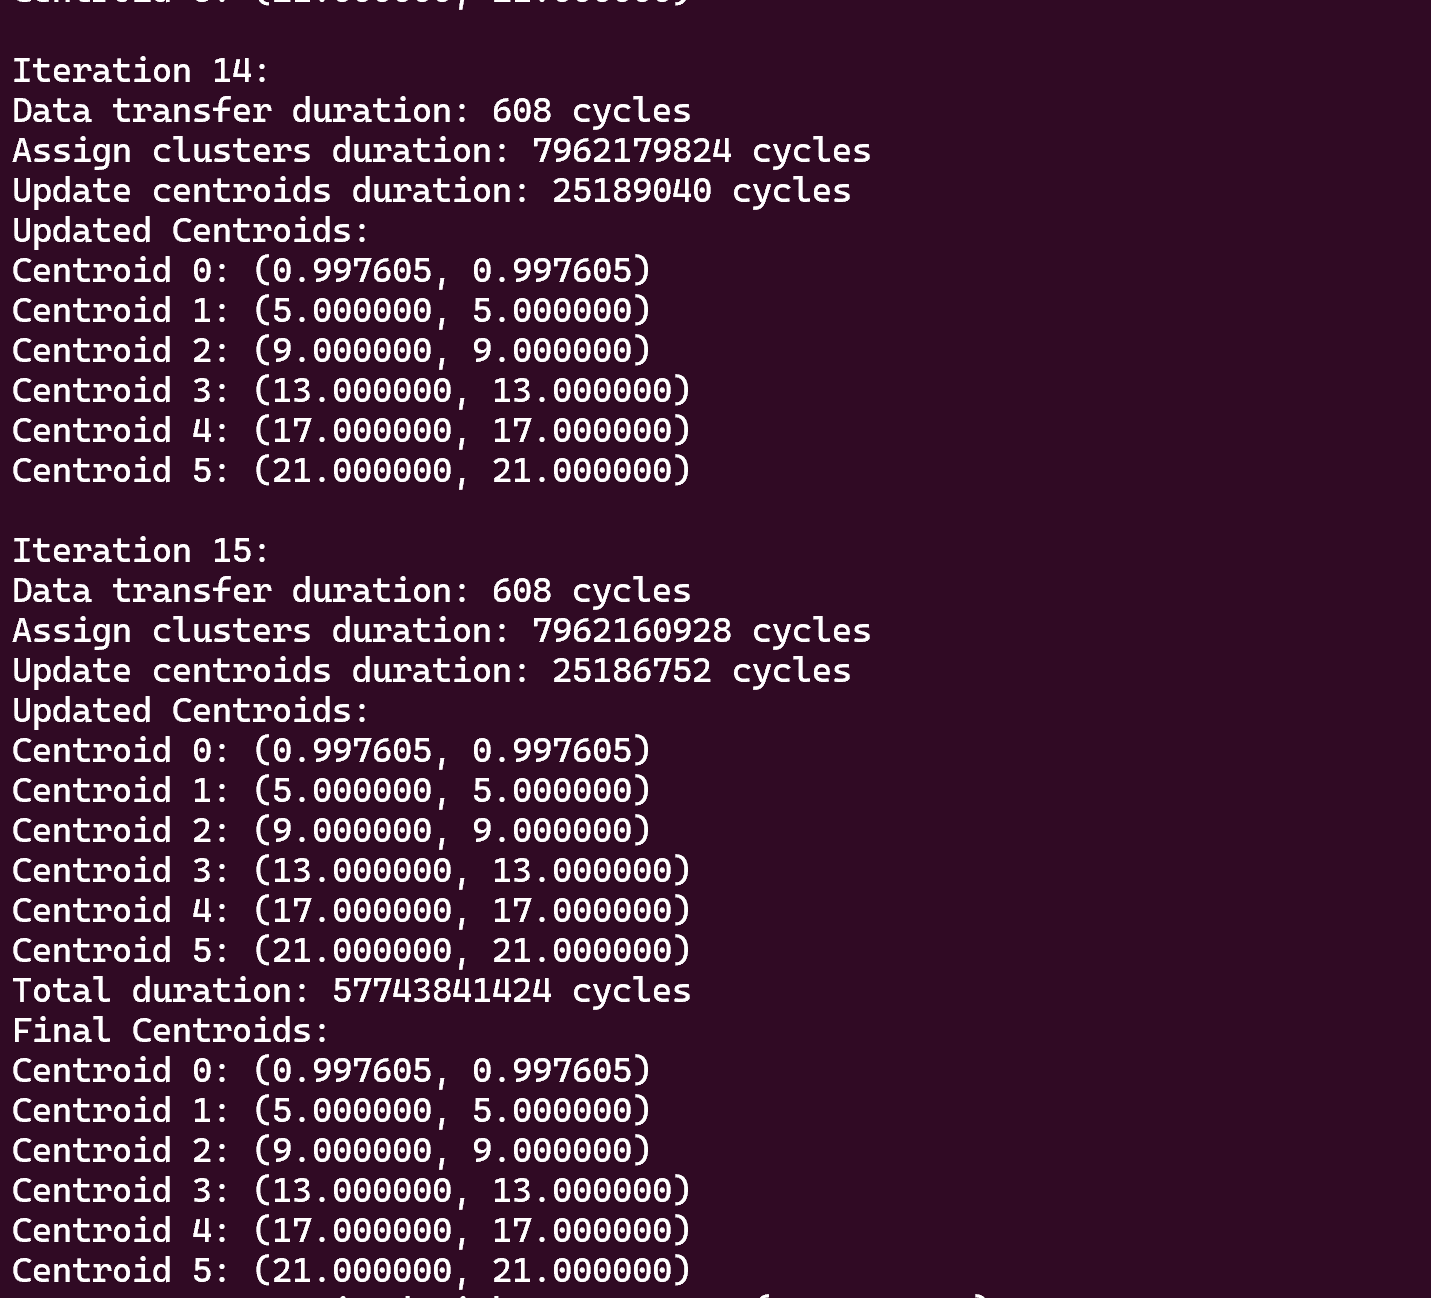 Iteration 14:
Data transfer duration: 608 cycles
Assign clusters duration: 7962179824 cycles
Update centroids duration: 25189040 cycles
Updated Centroids:
Centroid 0: (0.997605, 0.997605)
Centroid 1: (5.000000, 5.000000)
Centroid 2: (9.000000, 9.000000)
Centroid 3: (13.000000, 13.000000)
Centroid 4: (17.000000, 17.000000)
Centroid 5: (21.000000, 21.000000)
Iteration 15:
Data transfer duration: 608 cycles
Assign clusters duration: 7962160928 cycles
Update centroids duration: 25186752 cycles
Updated Centroids:
Centroid 0: (0.997605, 0.997605)
Centroid 1: (5.000000, 5.000000)
Centroid 2: (9.000000, 9.000000)
Centroid 3: (13.000000, 13.000000)
Centroid 4: (17.000000, 17.000000)
Centroid 5: (21.000000, 21.000000)
Total duration: 57743841424 cycles
Final Centroids:
Centroid 0: (0.997605, 0.997605)
Centroid 1: (5.000000, 5.000000)
Centroid 2: (9.000000, 9.000000)
Centroid 3: (13.000000, 13.000000)
Centroid 4: (17.000000, 17.000000)
Centroid 5: (21.000000, 21.000000)